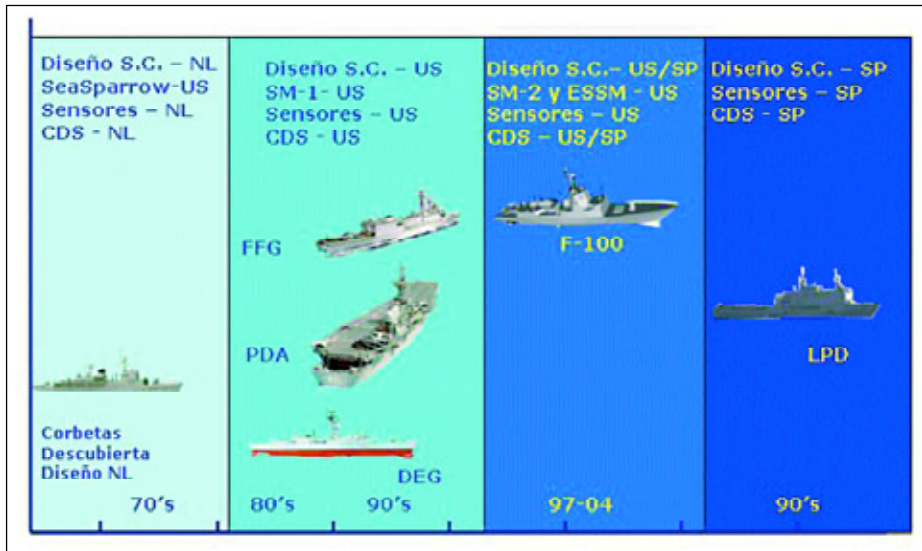 Diseño S.C. – NL
SeaSparrow-US
Sensores – NL
CDS - NL
Corbetas
Descubierta
Diseño NL
70's
Diseño S.C. – US
SM-1- US
Sensores – US
CDS - US
FFG
PDA
DEG
80's
90's
Diseño S.C.– US/SP
SM-2 y ESSM - US
Sensores – US
CDS – US/SP
F-100
97-04
Diseño S.C. – SP
Sensores – SP
CDS - SP
LPD
90's